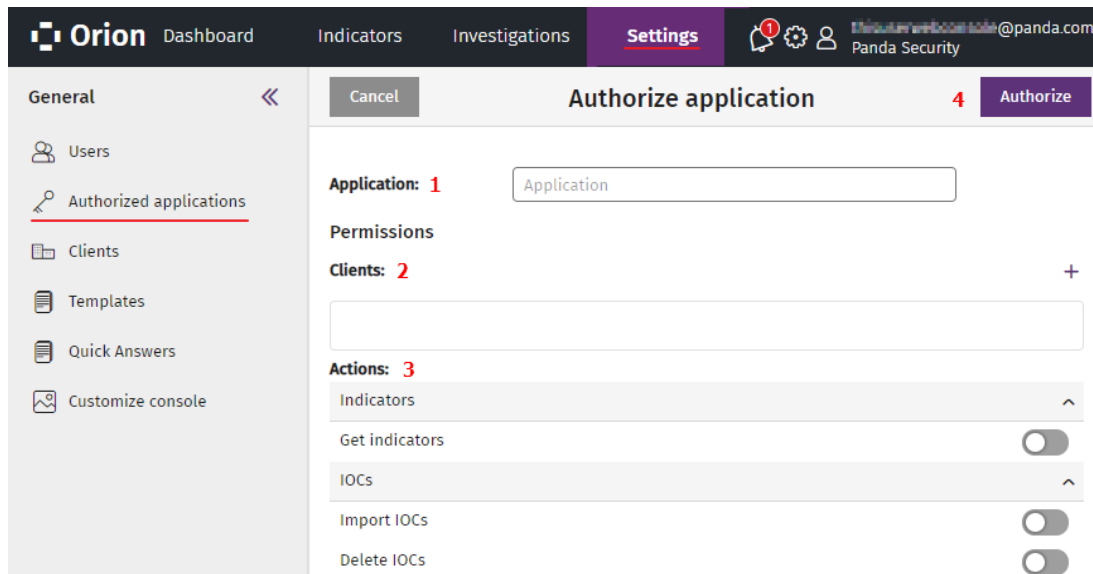 Orion Dashboard Indicators Investigations Settings 1 @panda.com
Panda Security
General Cancel Authorize application 4 Authorize
Users
Authorized applications
Clients
Templates
Quick Answers
Customize console
Application: 1 Application
Permissions
Clients: 2 +
Actions: 3
Indicators
Get indicators
IOCs
Import IOCs
Delete IOCs